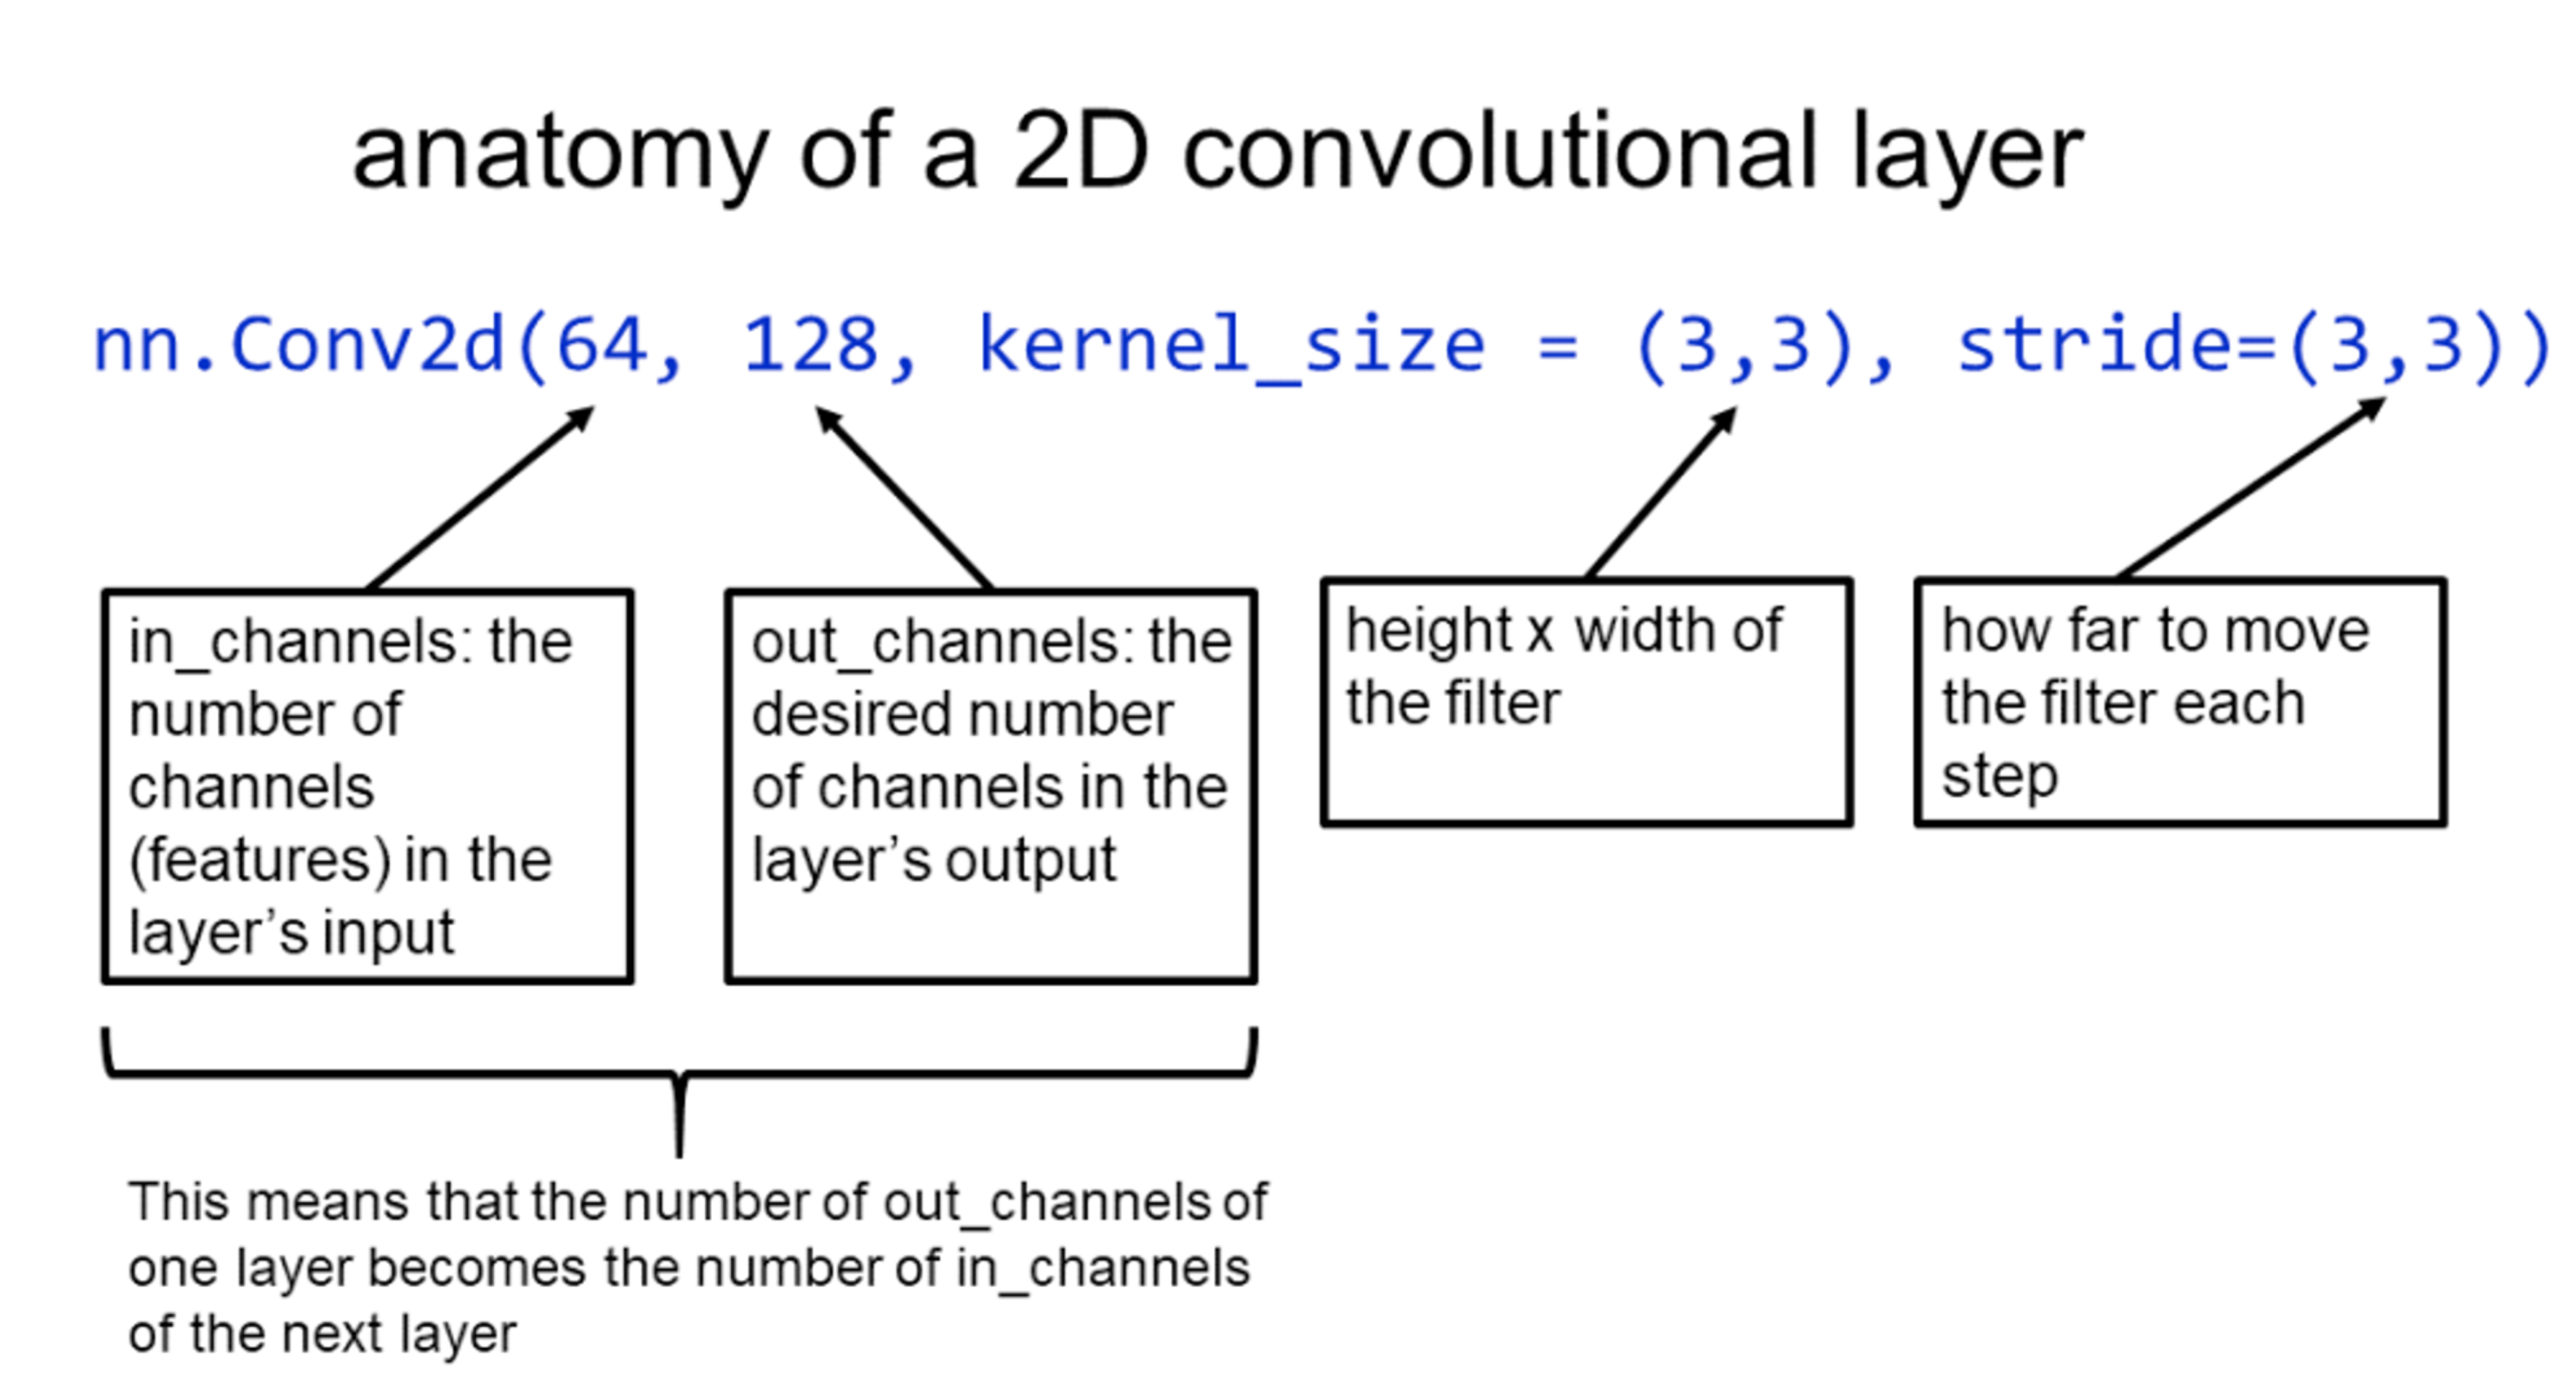 anatomy of a 2D convolutional layer
nn.Conv2d(64, 128, kernel_size = (3,3), stride=(3,3))
in_channels: the
number of
channels
(features) in the
layer’s input
out_channels: the
desired number
of channels in the
layer’s output
height x width of
the filter
how far to move
the filter each
step
This means that the number of out_channels of
one layer becomes the number of in_channels
of the next layer